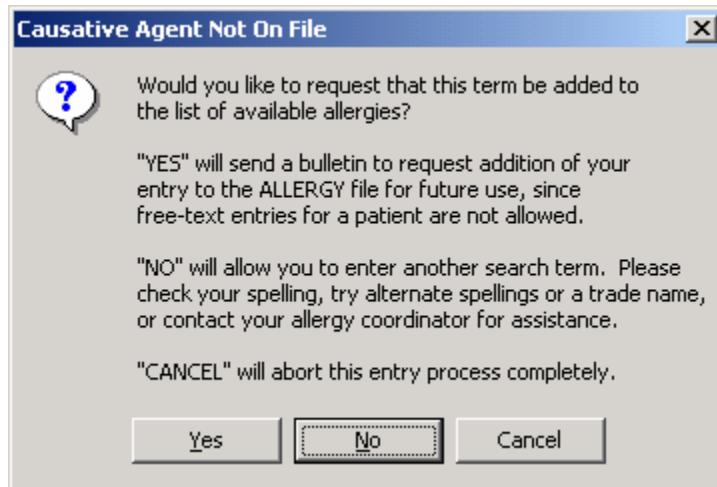 Causative Agent Not On File
Would you like to request that this term be added to
the list of available allergies?
"YES" will send a bulletin to request addition of your
entry to the ALLERGY file for future use, since
free-text entries for a patient are not allowed.
"NO" will allow you to enter another search term.  Please
check your spelling, try alternate spellings or a trade name,
or contact your allergy coordinator for assistance.
"CANCEL" will abort this entry process completely.
Yes No Cancel